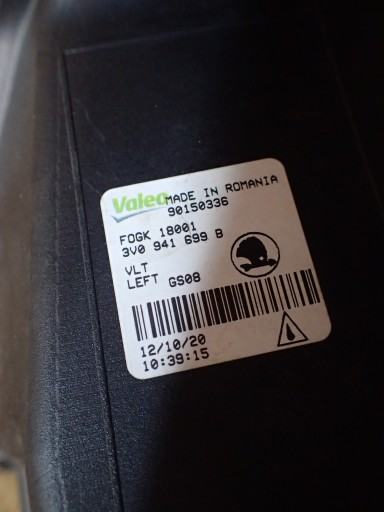 Valeo MADE IN ROMANIA
90150336
FOGK 18001
3V0 941 699 B
VLT
LEFT GS08
12/10/20
10:39:15